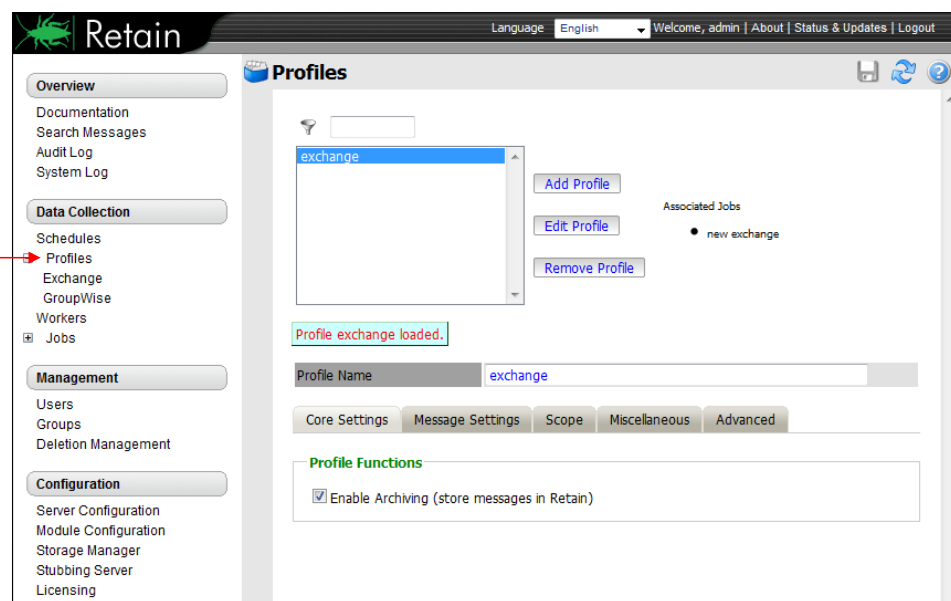 Retain
Language English Welcome, admin | About | Status & Updates | Logout
Overview
Documentation
Search Messages
Audit Log
System Log
Data Collection
Schedules
Profiles
Exchange
GroupWise
Workers
Jobs
Management
Users
Groups
Deletion Management
Configuration
Server Configuration
Module Configuration
Storage Manager
Stubbing Server
Licensing
Profiles
exchange
Add Profile
Edit Profile
Remove Profile
Associated Jobs
new exchange
Profile exchange loaded.
Profile Name exchange
Core Settings Message Settings Scope Miscellaneous Advanced
Profile Functions
Enable Archiving (store messages in Retain)